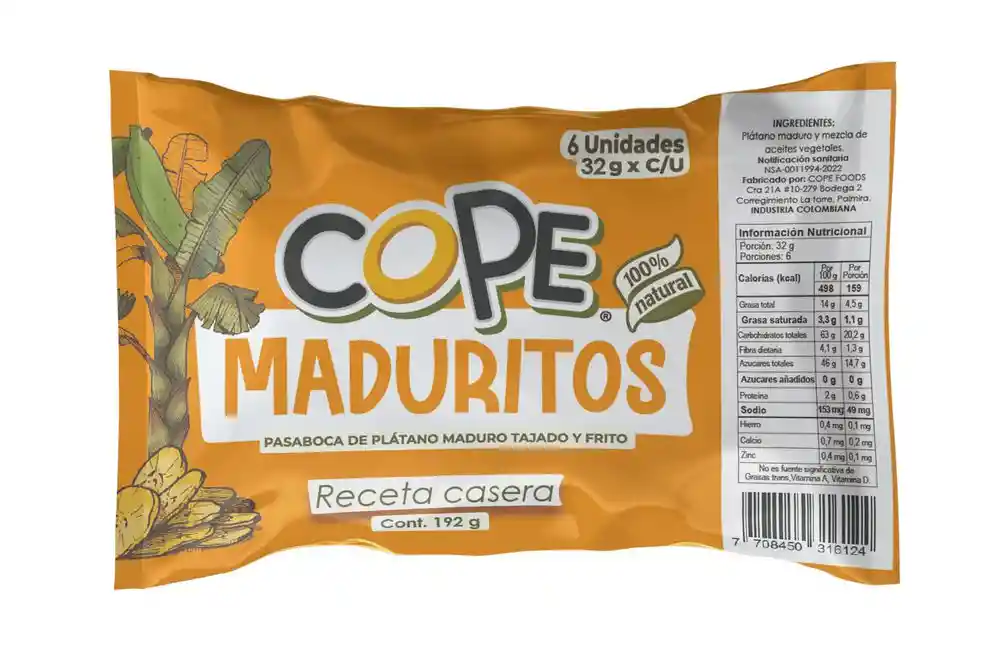 6 Unidades
32 g x C/U
COPE
®
100%
natural
MADURITOS
PASABOCA DE PLÁTANO MADURO TAJADO Y FRITO
Receta casera
Cont. 192 g
INGREDIENTES:
Plátano maduro y mezcla de
aceites vegetales.
Notificación sanitaria
NSA-0011994-2022
Fabricado por: COPE FOODS
Cra 21A #10-279 Bodega 2
Corregimiento La torre, Palmira.
INDUSTRIA COLOMBIANA
Información Nutricional
Porción: 32 g
Porciones: 6
Calorías (kcal) Por 100 g Por Porción
498 159
Grasa total 14 g 4,5 g
Grasa saturada 3,3 g 1,1 g
Carbohidratos totales 63 g 20,2 g
Fibra dietaria 4,1 g 1,3 g
Azucares totales 46 g 14,7 g
Azucares añadidos 0 g 0 g
Proteína 2 g 0,6 g
Sodio 153 mg 49 mg
Hierro 0,4 mg 0,1 mg
Calcio 0,7 mg 0,2 mg
Zinc 0,4 mg 0,1 mg
No es fuente significativa de
Grasas trans, Vitamina A, Vitamina D.
7 708450 316124